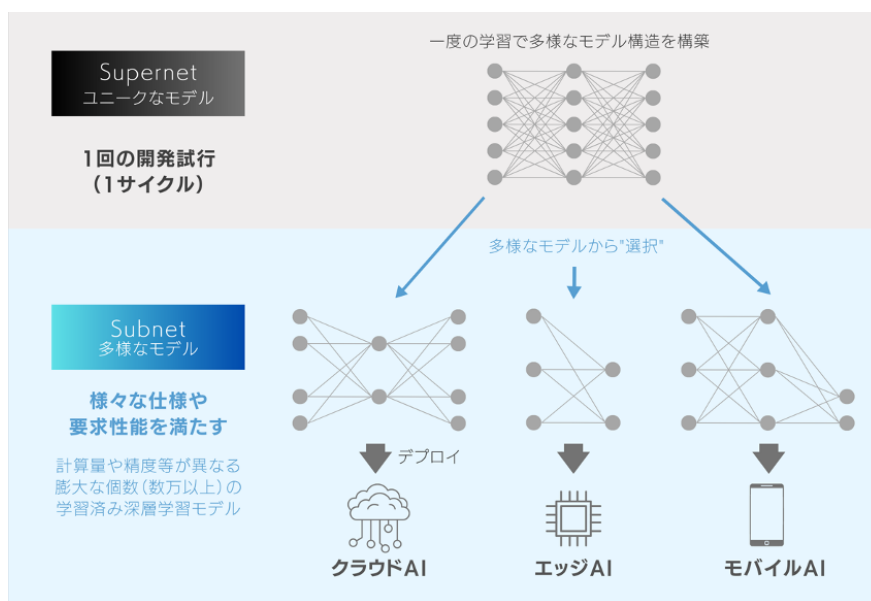 一度の学習で多様なモデル構造を構築
Supernet
ユニークなモデル
1回の開発試行
(1サイクル)
多様なモデルから"選択"
Subnet
多様なモデル
様々な仕様や
要求性能を満たす
計算量や精度等が異なる
膨大な個数(数万以上)の
学習済み深層学習モデル
デプロイ
クラウドAI
エッジAI
モバイルAI